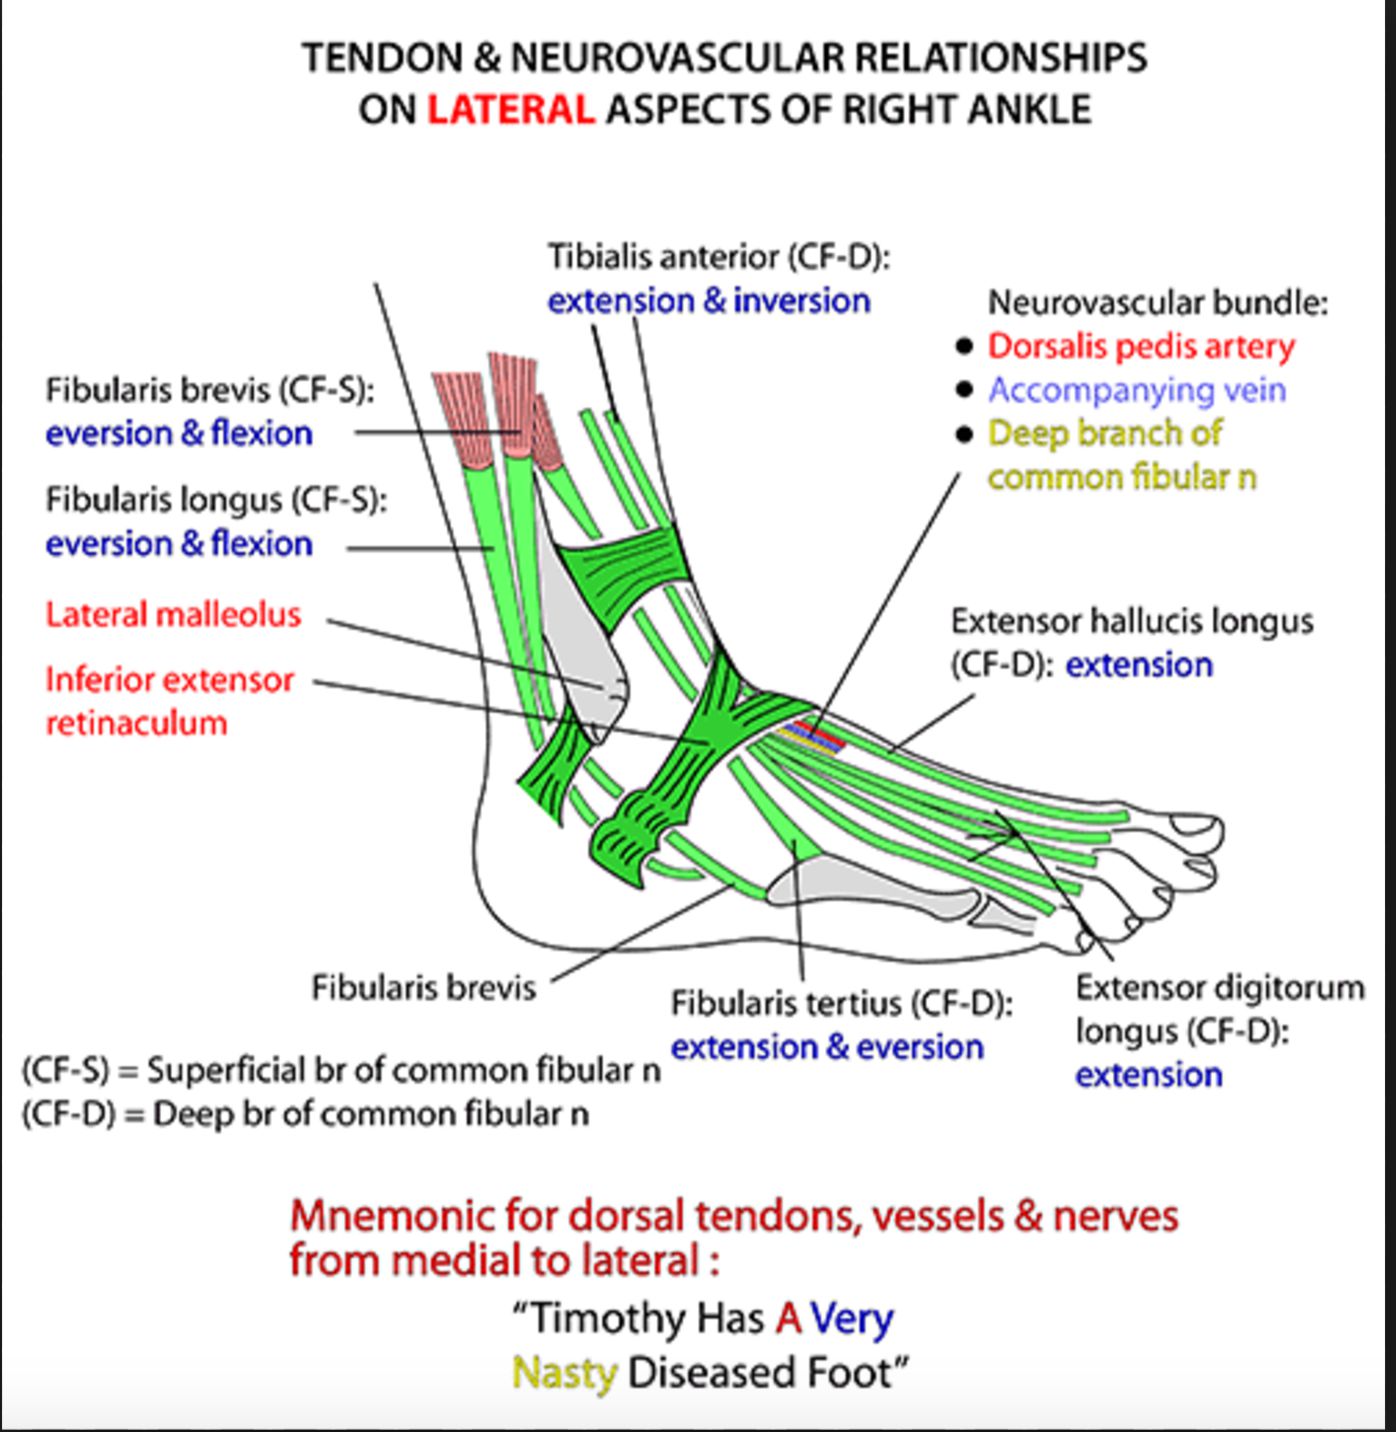 TENDON & NEUROVASCULAR RELATIONSHIPS
ON LATERAL ASPECTS OF RIGHT ANKLE
Tibialis anterior (CF-D):
extension & inversion
Neurovascular bundle:
● Dorsalis pedis artery
● Accompanying vein
● Deep branch of
common fibular n
Fibularis brevis (CF-S):
eversion & flexion
Fibularis longus (CF-S):
eversion & flexion
Lateral malleolus
Inferior extensor
retinaculum
Extensor hallucis longus
(CF-D): extension
Fibularis brevis
Fibularis tertius (CF-D):
extension & eversion
Extensor digitorum
longus (CF-D):
extension
(CF-S) = Superficial br of common fibular n
(CF-D) = Deep br of common fibular n
Mnemonic for dorsal tendons, vessels & nerves
from medial to lateral :
“Timothy Has A Very
Nasty Diseased Foot”